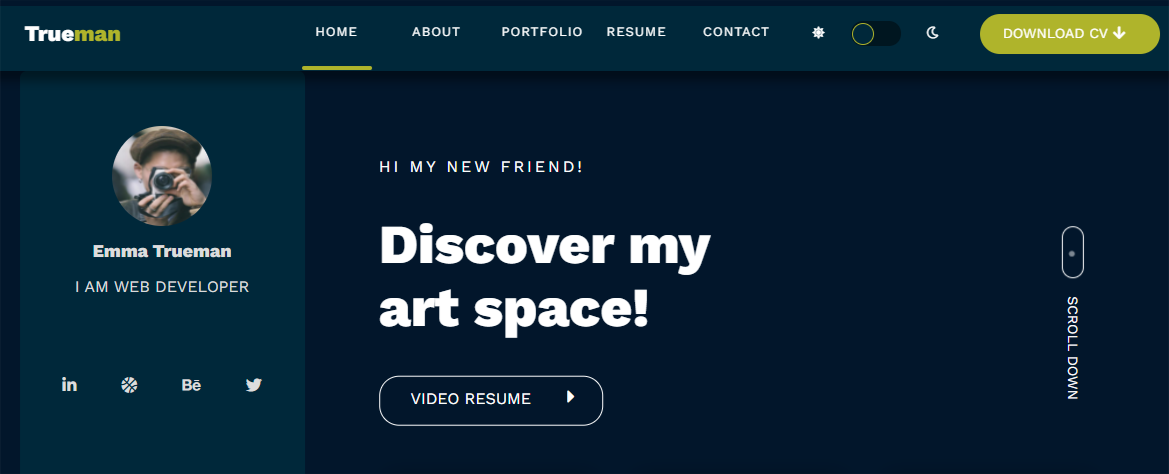 Trueman
HOME ABOUT PORTFOLIO RESUME CONTACT
DOWNLOAD CV
Emma Trueman
I AM WEB DEVELOPER
in Bē
HI MY NEW FRIEND!
Discover my
art space!
VIDEO RESUME
SCROLL DOWN